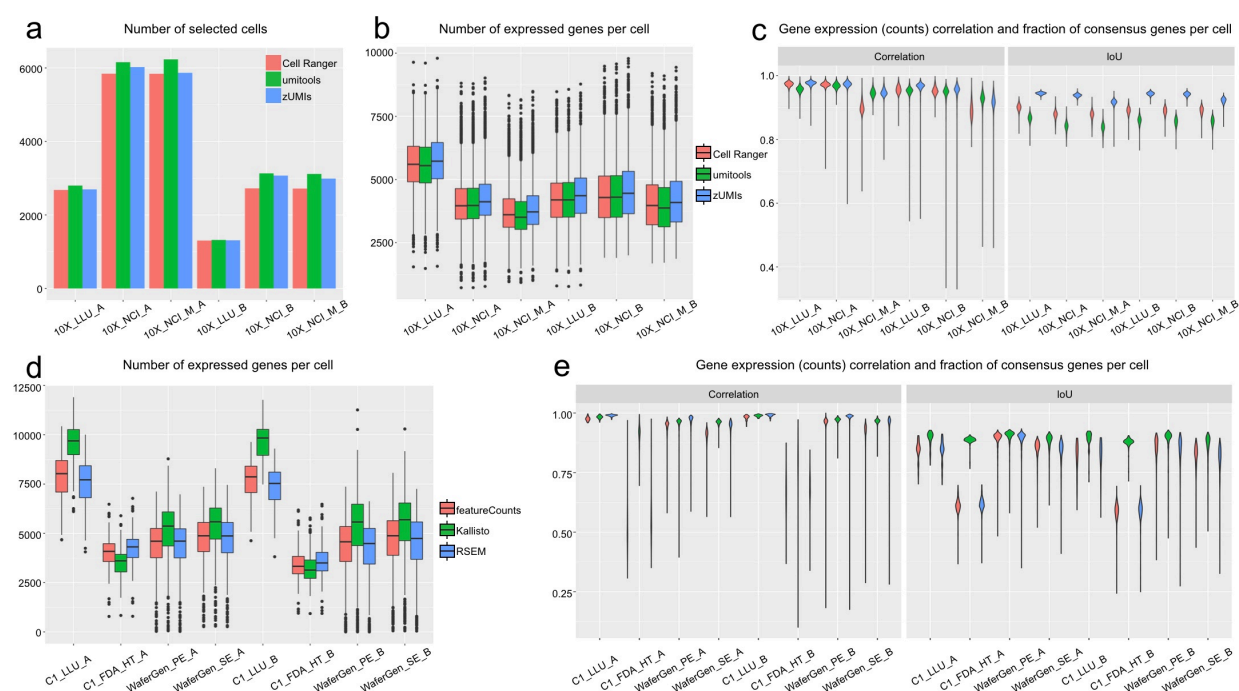 a
Number of selected cells
6000
4000
2000
0
Cell Ranger
umitools
zUMIs
10X_LLU_A
10X_NCI_A
10X_NCI_M_A
10X_LLU_B
10X_NCI_B
10X_NCI_M_B
b
Number of expressed genes per cell
10000
7500
5000
2500
Cell Ranger
umitools
zUMIs
10X_LLU_A
10X_NCI_A
10X_NCI_M_A
10X_LLU_B
10X_NCI_B
10X_NCI_M_B
c
Gene expression (counts) correlation and fraction of consensus genes per cell
Correlation
IoU
1.0
0.8
0.6
0.4
10X_LLU_A
10X_NCI_A
10X_NCI_M_A
10X_LLU_B
10X_NCI_B
10X_NCI_M_B
10X_LLU_A
10X_NCI_A
10X_NCI_M_A
10X_LLU_B
10X_NCI_B
10X_NCI_M_B
d
Number of expressed genes per cell
12500
10000
7500
5000
2500
0
featureCounts
Kallisto
RSEM
C1_LLU_A
C1_FDA_HT_A
WaferGen_PE_A
WaferGen_SE_A
C1_LLU_B
C1_FDA_HT_B
WaferGen_PE_B
WaferGen_SE_B
e
Gene expression (counts) correlation and fraction of consensus genes per cell
Correlation
IoU
1.00
0.75
0.50
0.25
C1_LLU_A
C1_FDA_HT_A
WaferGen_PE_A
WaferGen_SE_A
C1_LLU_B
C1_FDA_HT_B
WaferGen_PE_B
WaferGen_SE_B
C1_LLU_A
C1_FDA_HT_A
WaferGen_PE_A
WaferGen_SE_A
C1_LLU_B
C1_FDA_HT_B
WaferGen_PE_B
WaferGen_SE_B